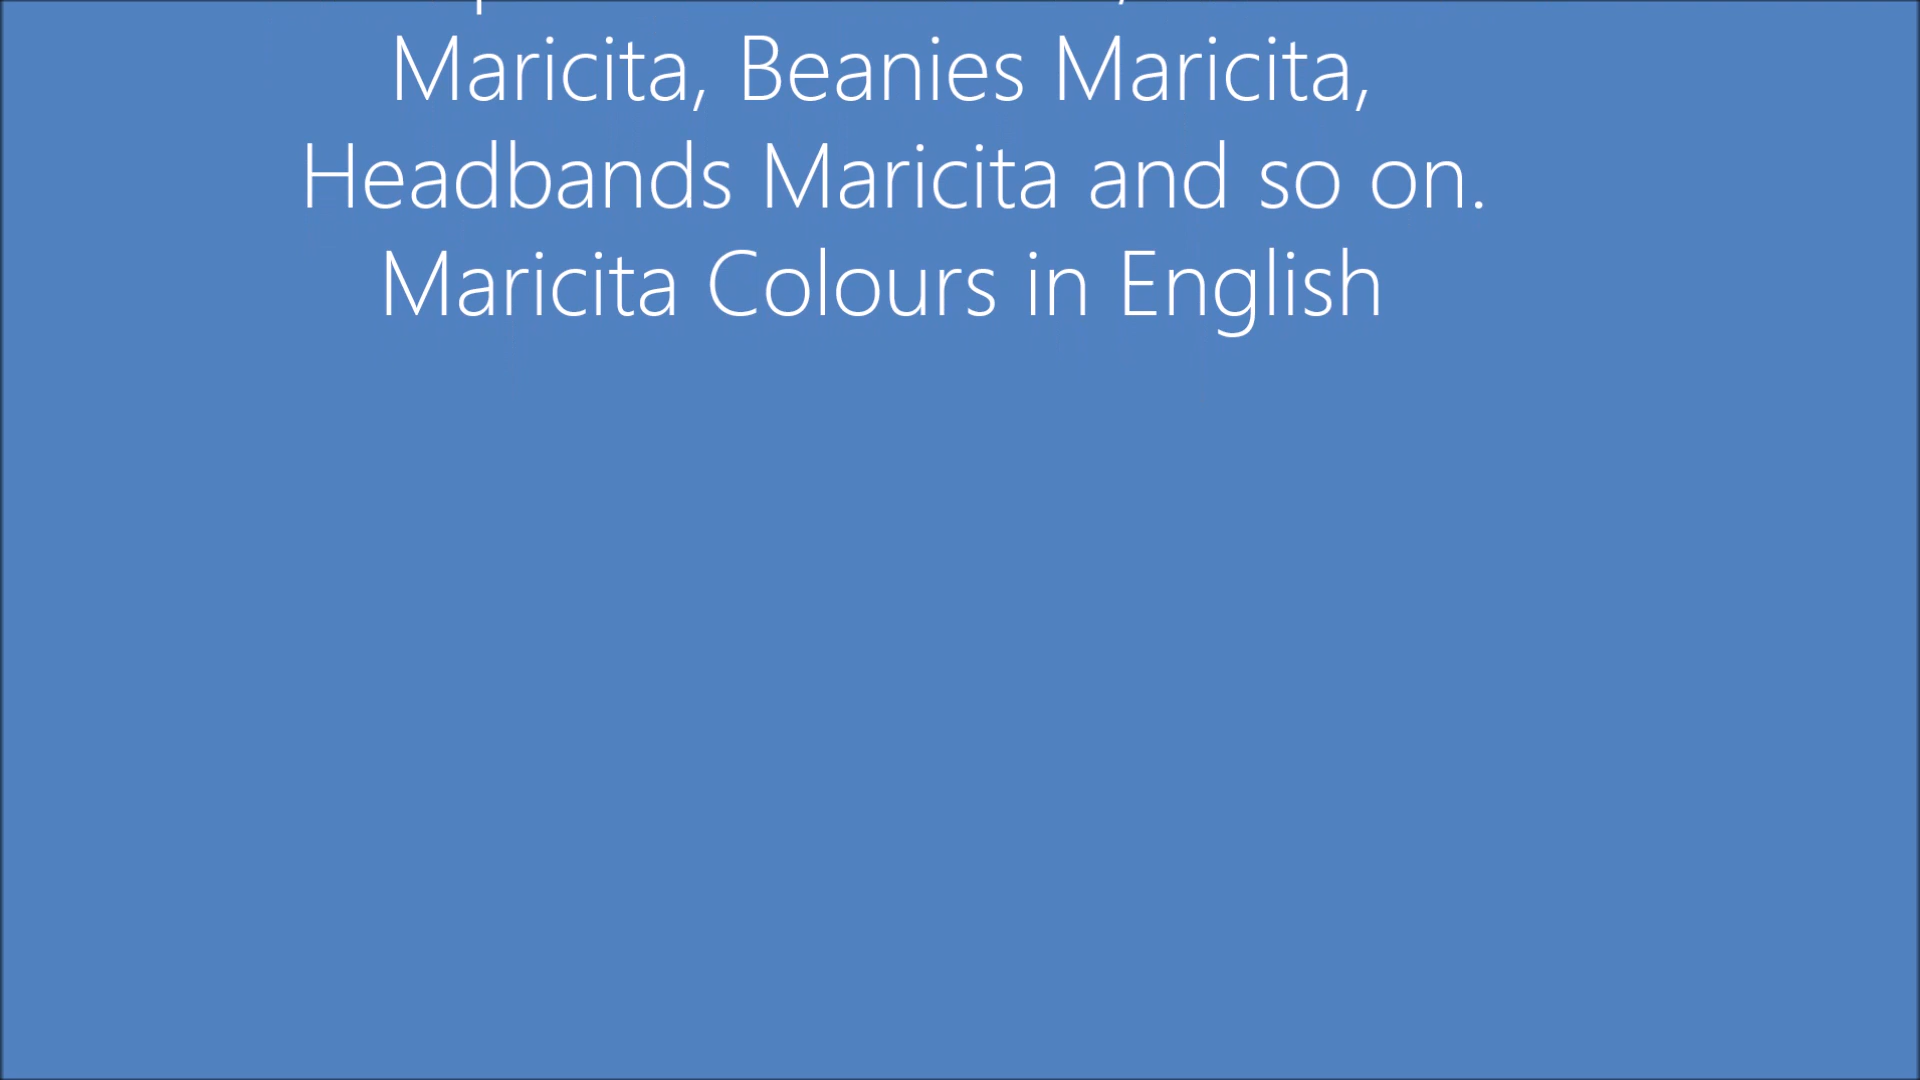 Maricita, Beanies Maricita,
Headbands Maricita and so on.
Maricita Colours in English